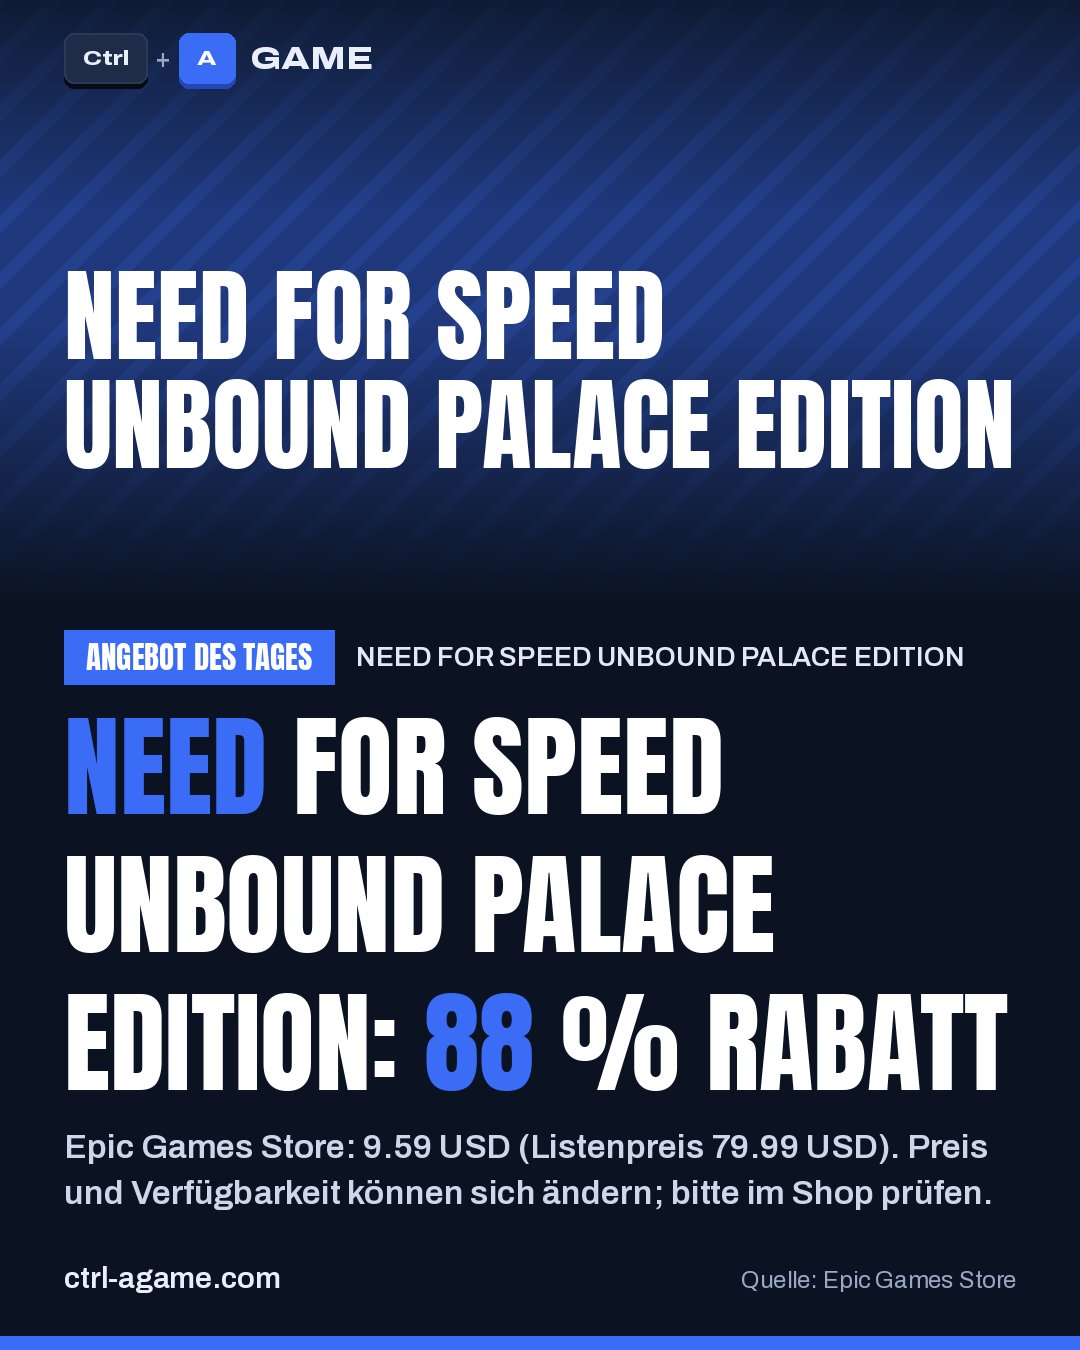 Ctrl + A GAME
NEED FOR SPEED
UNBOUND PALACE EDITION
ANGEBOT DES TAGES NEED FOR SPEED UNBOUND PALACE EDITION
NEED FOR SPEED
UNBOUND PALACE
EDITION: 88 % RABATT
Epic Games Store: 9.59 USD (Listenpreis 79.99 USD). Preis
und Verfügbarkeit können sich ändern; bitte im Shop prüfen.
ctrl-agame.com Quelle: Epic Games Store